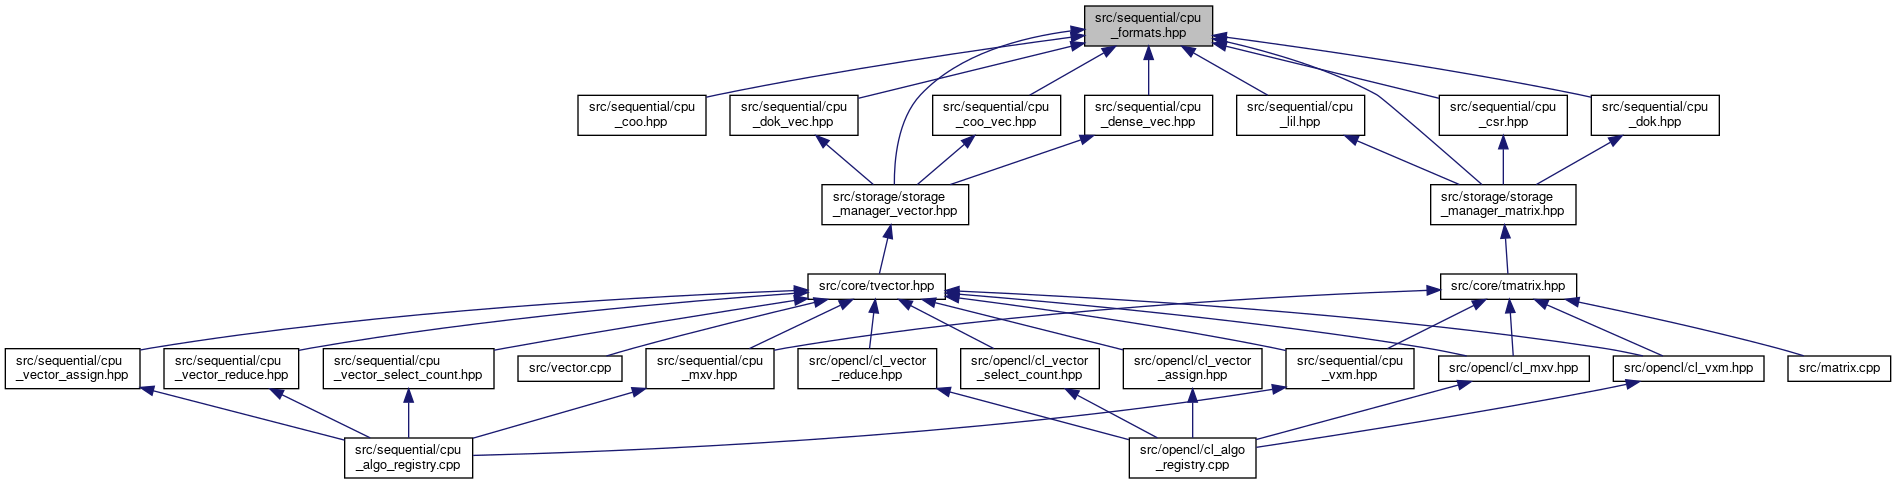 src/sequential/cpu
_formats.hpp
src/sequential/cpu
_coo.hpp
src/sequential/cpu
_dok_vec.hpp
src/sequential/cpu
_coo_vec.hpp
src/sequential/cpu
_dense_vec.hpp
src/sequential/cpu
_lil.hpp
src/sequential/cpu
_csr.hpp
src/sequential/cpu
_dok.hpp
src/storage/storage
_manager_vector.hpp
src/storage/storage
_manager_matrix.hpp
src/core/tvector.hpp
src/core/tmatrix.hpp
src/sequential/cpu
_vector_assign.hpp
src/sequential/cpu
_vector_reduce.hpp
src/sequential/cpu
_vector_select_count.hpp
src/vector.cpp
src/sequential/cpu
_mxv.hpp
src/opencl/cl_vector
_reduce.hpp
src/opencl/cl_vector
_select_count.hpp
src/opencl/cl_vector
_assign.hpp
src/sequential/cpu
_vxm.hpp
src/opencl/cl_mxv.hpp
src/opencl/cl_vxm.hpp
src/matrix.cpp
src/sequential/cpu
_algo_registry.cpp
src/opencl/cl_algo
_registry.cpp